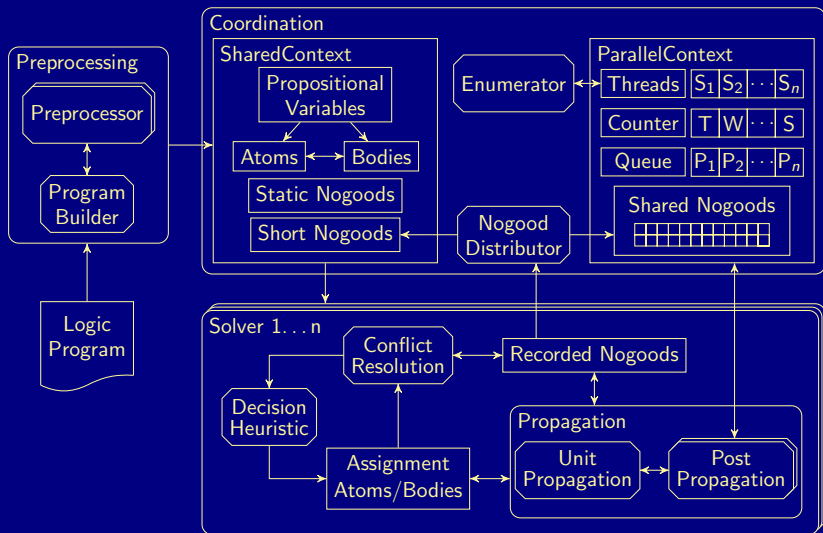 Coordination
Preprocessing
Preprocessor
Program
Builder
Logic
Program
SharedContext
Propositional
Variables
Atoms
Bodies
Static Nogoods
Short Nogoods
Enumerator
Nogood
Distributor
ParallelContext
Threads S₁ S₂ ··· Sₙ
Counter T W ··· S
Queue P₁ P₂ ··· Pₙ
Shared Nogoods
Solver 1...n
Conflict
Resolution
Recorded Nogoods
Decision
Heuristic
Assignment
Atoms/Bodies
Propagation
Unit
Propagation
Post
Propagation